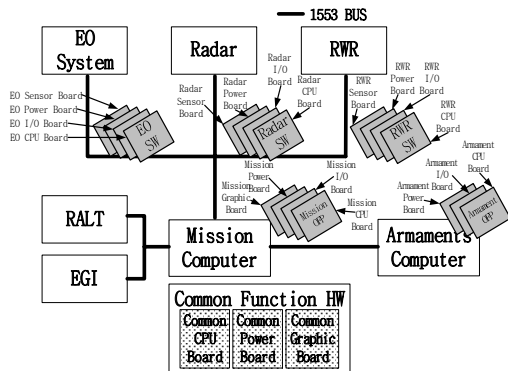 1553 BUS
EO
System
Radar
RWR
EO Sensor Board
EO Power Board
EO I/O Board
EO CPU Board
EO
SW
Radar
Sensor
Board
Radar
Power
Board
Radar
I/O
Board
Radar
CPU
Board
Radar
SW
RWR
Sensor
Board
RWR
Power
Board
RWR
I/O
Board
RWR
CPU
Board
RWR
SW
Mission
Graphic
Board
Mission
Power
Board
Mission
I/O
Board
Mission
CPU
Board
Mission
OFP
Armament
Power
Board
Armament
I/O
Board
Armament
CPU
Board
Armament
OFP
RALT
EGI
Mission
Computer
Armaments
Computer
Common Function HW
Common
CPU
Board
Common
Power
Board
Common
Graphic
Board